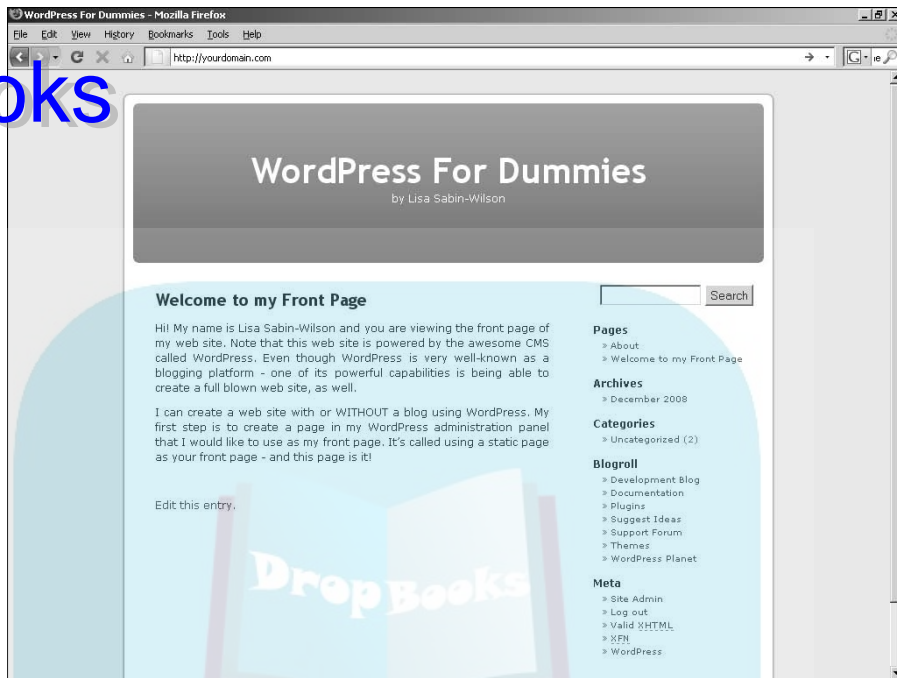 WordPress For Dummies - Mozilla Firefox
File Edit View History Bookmarks Tools Help
http://yourdomain.com
G
ie
oks
WordPress For Dummies
by Lisa Sabin-Wilson
Welcome to my Front Page
Hi! My name is Lisa Sabin-Wilson and you are viewing the front page of
my web site. Note that this web site is powered by the awesome CMS
called WordPress. Even though WordPress is very well-known as a
blogging platform - one of its powerful capabilities is being able to
create a full blown web site, as well.
I can create a web site with or WITHOUT a blog using WordPress. My
first step is to create a page in my WordPress administration panel
that I would like to use as my front page. It's called using a static page
as your front page - and this page is it!
Edit this entry.
DropBooks
Search
Pages
» About
» Welcome to my Front Page
Archives
» December 2008
Categories
» Uncategorized (2)
Blogroll
» Development Blog
» Documentation
» Plugins
» Suggest Ideas
» Support Forum
» Themes
» WordPress Planet
Meta
» Site Admin
» Log out
» Valid XHTML
» XFN
» WordPress